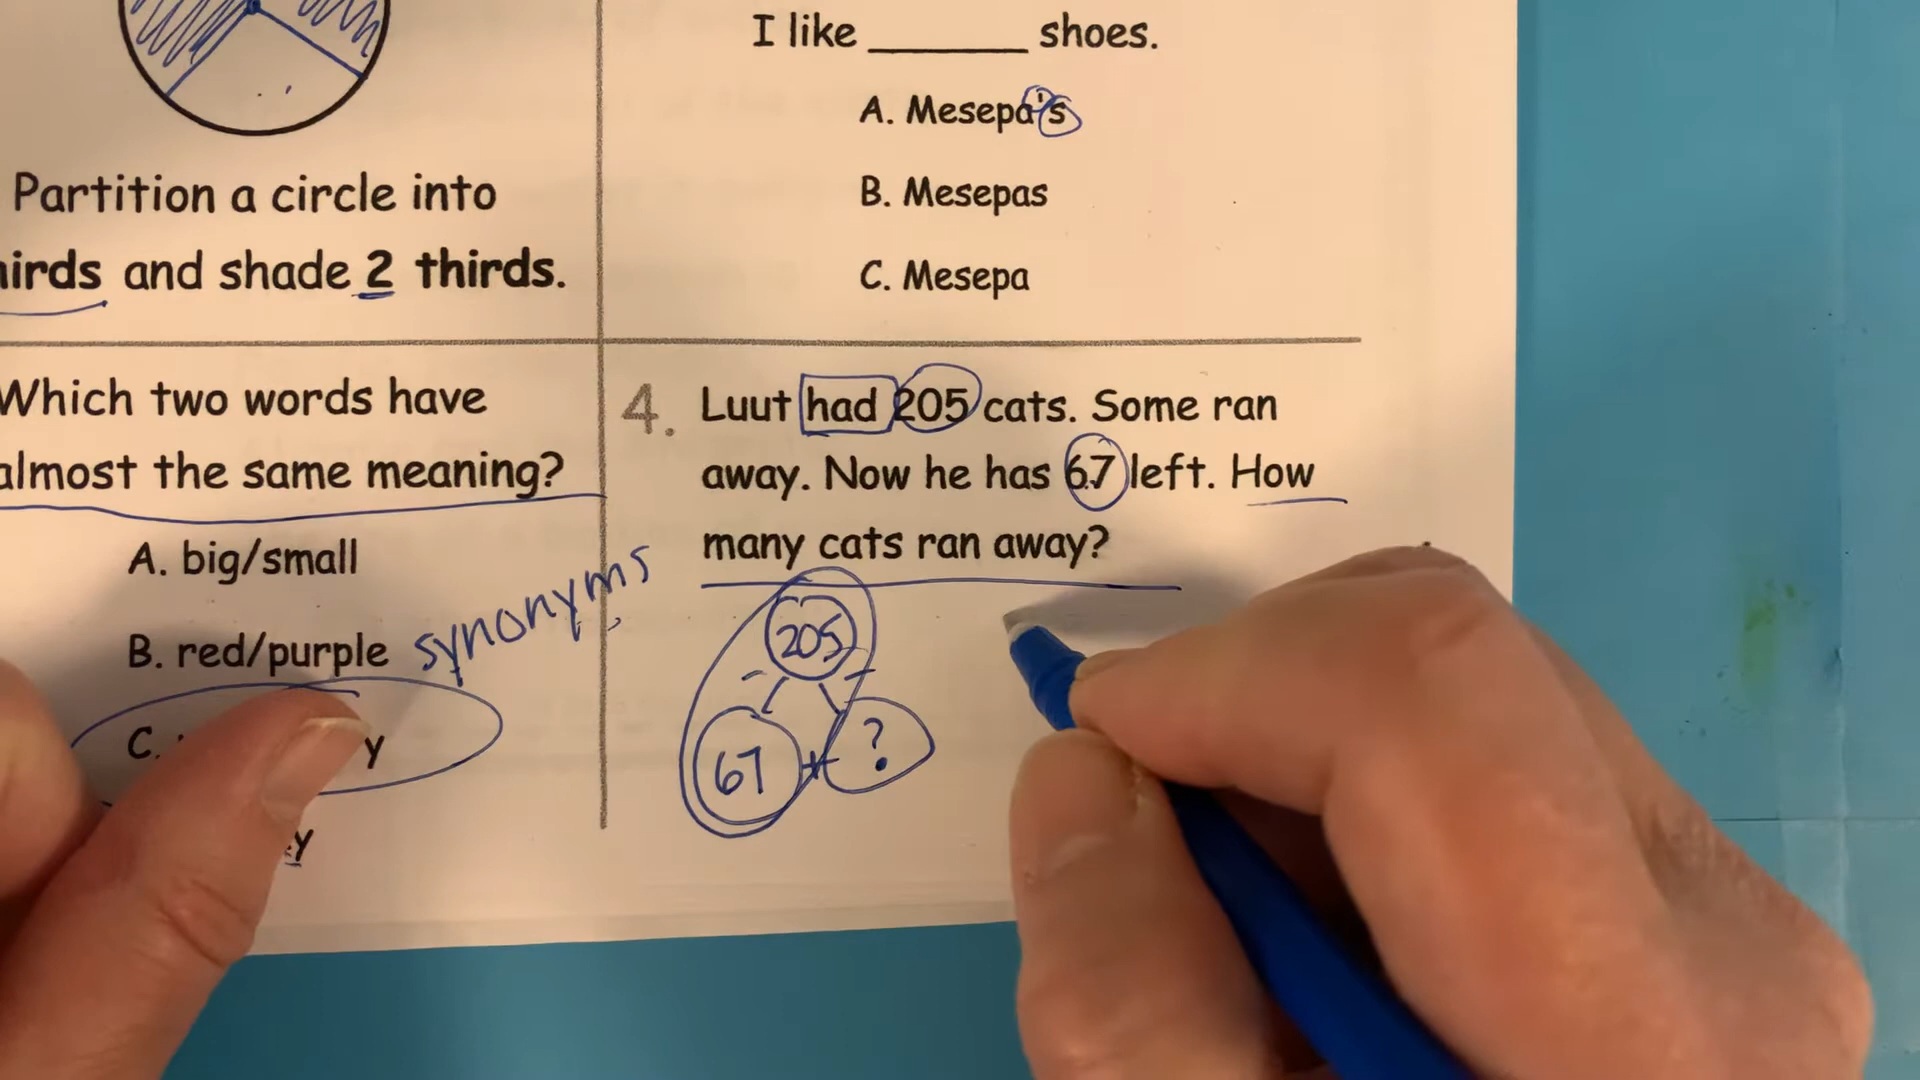 Partition a circle into
and shade 2 thirds.
I like _______ shoes.
A. Mesepa's
B. Mesepas
C. Mesepa
Which two words have
almost the same meaning?
A. big/small
B. red/purple
synonyms
C.
4. Luut had 205 cats. Some ran
away. Now he has 67 left. How
many cats ran away?
205
67 + ?